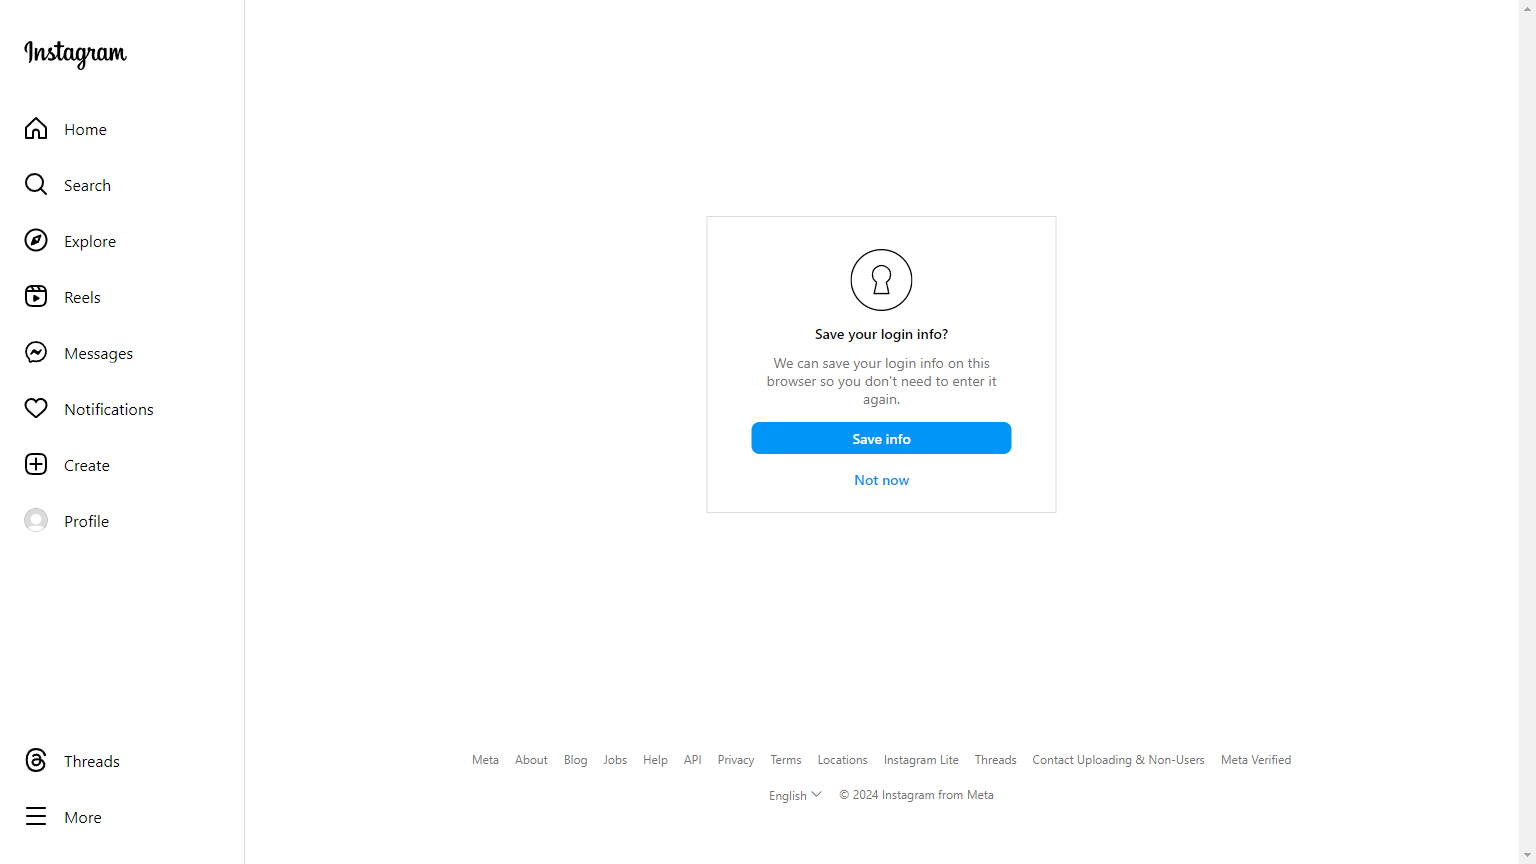 Instagram
Home
Search
Explore
Reels
Messages
Notifications
Create
Profile
Threads
More
Save your login info?
We can save your login info on this
browser so you don't need to enter it
again.
Save info
Not now
Meta About Blog Jobs Help API Privacy Terms Locations Instagram Lite Threads Contact Uploading & Non-Users Meta Verified
English © 2024 Instagram from Meta